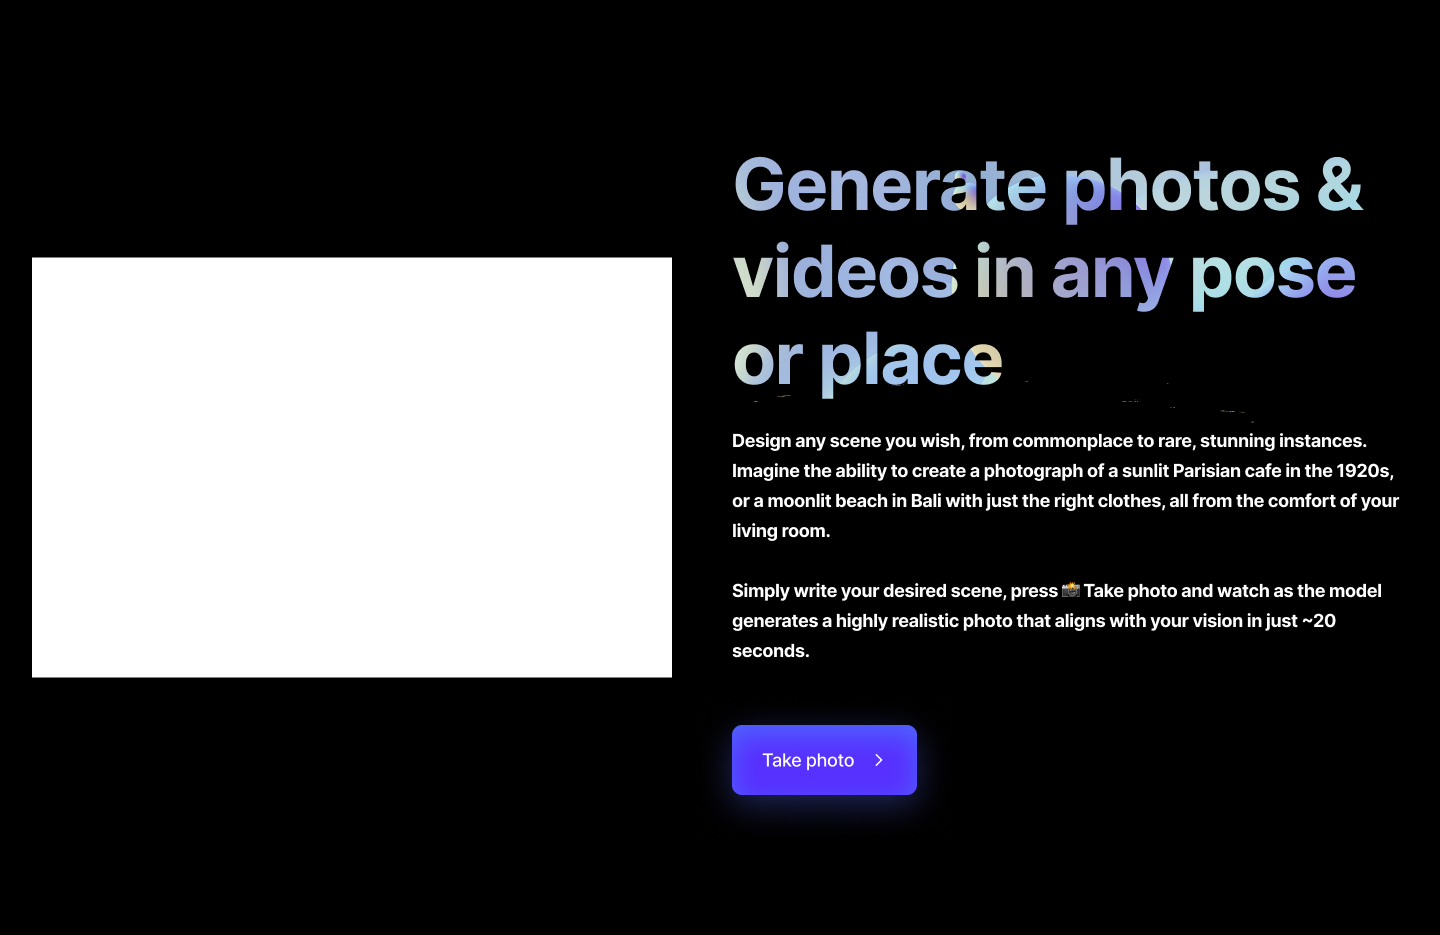 Generate photos &
videos in any pose
or place
Design any scene you wish, from commonplace to rare, stunning instances.
Imagine the ability to create a photograph of a sunlit Parisian cafe in the 1920s,
or a moonlit beach in Bali with just the right clothes, all from the comfort of your
living room.
Simply write your desired scene, press 📸 Take photo and watch as the model
generates a highly realistic photo that aligns with your vision in just ~20
seconds.
Take photo